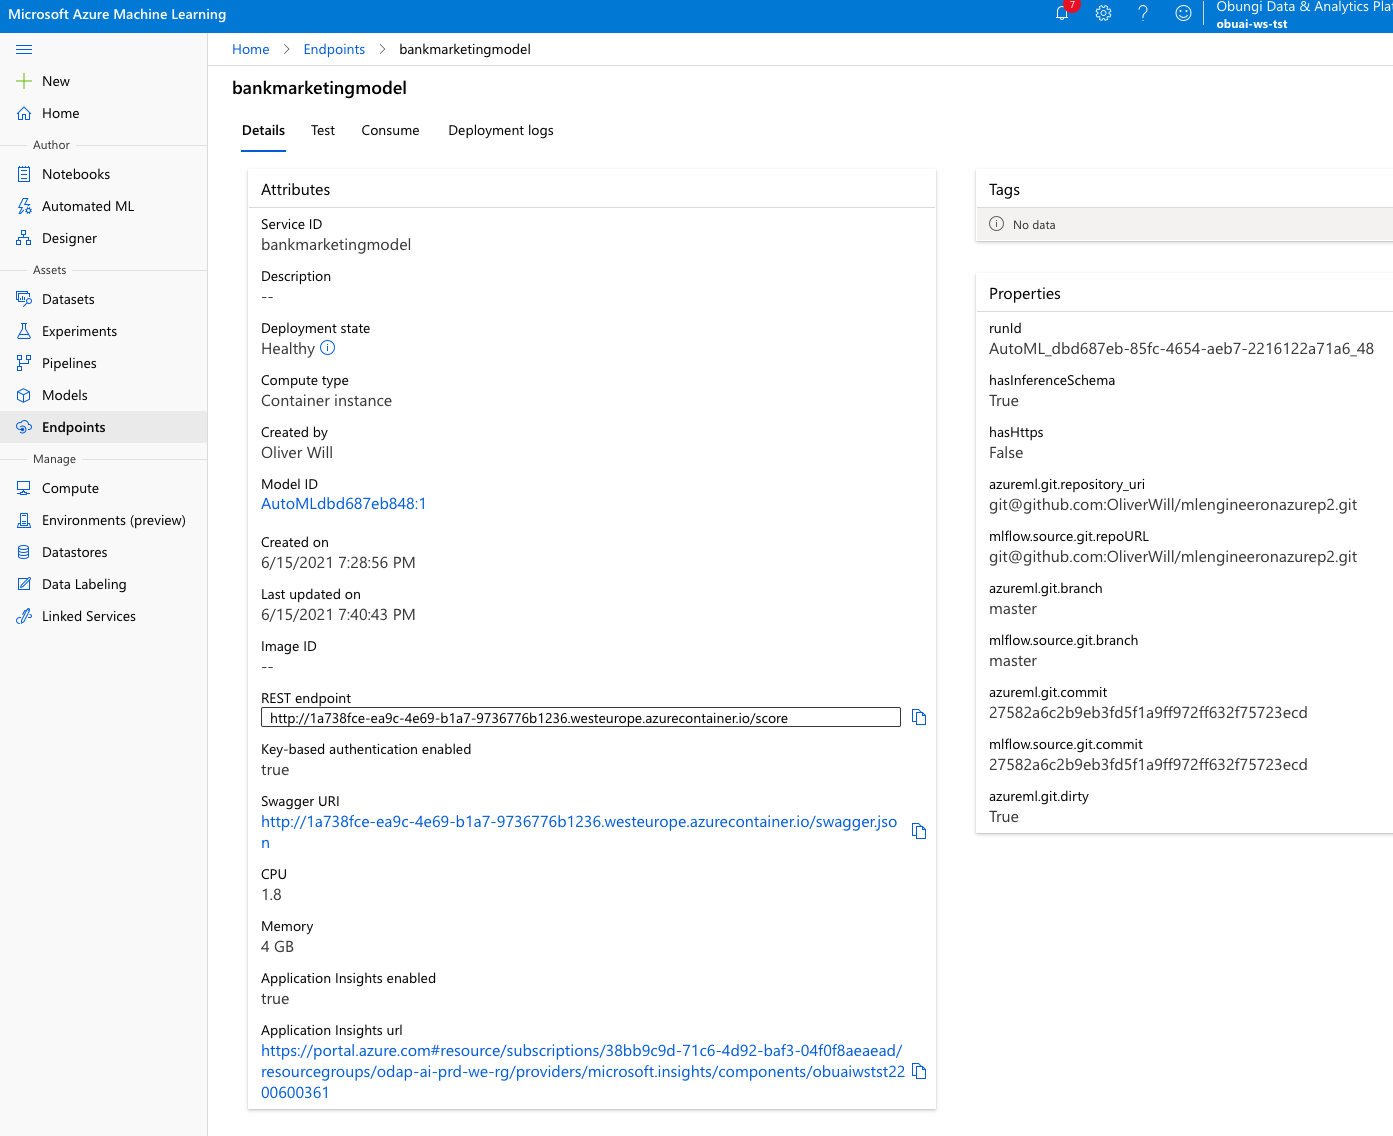 Microsoft Azure Machine Learning
7
Obungi Data & Analytics Pla
obuai-ws-tst
New
Home
Author
Notebooks
Automated ML
Designer
Assets
Datasets
Experiments
Pipelines
Models
Endpoints
Manage
Compute
Environments (preview)
Datastores
Data Labeling
Linked Services
Home > Endpoints > bankmarketingmodel
bankmarketingmodel
Details Test Consume Deployment logs
Attributes
Service ID
bankmarketingmodel
Description
--
Deployment state
Healthy
Compute type
Container instance
Created by
Oliver Will
Model ID
AutoMLdbd687eb848:1
Created on
6/15/2021 7:28:56 PM
Last updated on
6/15/2021 7:40:43 PM
Image ID
--
REST endpoint
http://1a738fce-ea9c-4e69-b1a7-9736776b1236.westeurope.azurecontainer.io/score
Key-based authentication enabled
true
Swagger URI
http://1a738fce-ea9c-4e69-b1a7-9736776b1236.westeurope.azurecontainer.io/swagger.jso
n
CPU
1.8
Memory
4 GB
Application Insights enabled
true
Application Insights url
https://portal.azure.com#resource/subscriptions/38bb9c9d-71c6-4d92-baf3-04f0f8aeaead/
resourcegroups/odap-ai-prd-we-rg/providers/microsoft.insights/components/obuaiwstst22
00600361
Tags
No data
Properties
runId
AutoML_dbd687eb-85fc-4654-aeb7-2216122a71a6_48
hasInferenceSchema
True
hasHttps
False
azureml.git.repository_uri
git@github.com:OliverWill/mlengineeronazurep2.git
mlflow.source.git.repoURL
git@github.com:OliverWill/mlengineeronazurep2.git
azureml.git.branch
master
mlflow.source.git.branch
master
azureml.git.commit
27582a6c2b9eb3fd5f1a9ff972ff632f75723ecd
mlflow.source.git.commit
27582a6c2b9eb3fd5f1a9ff972ff632f75723ecd
azureml.git.dirty
True